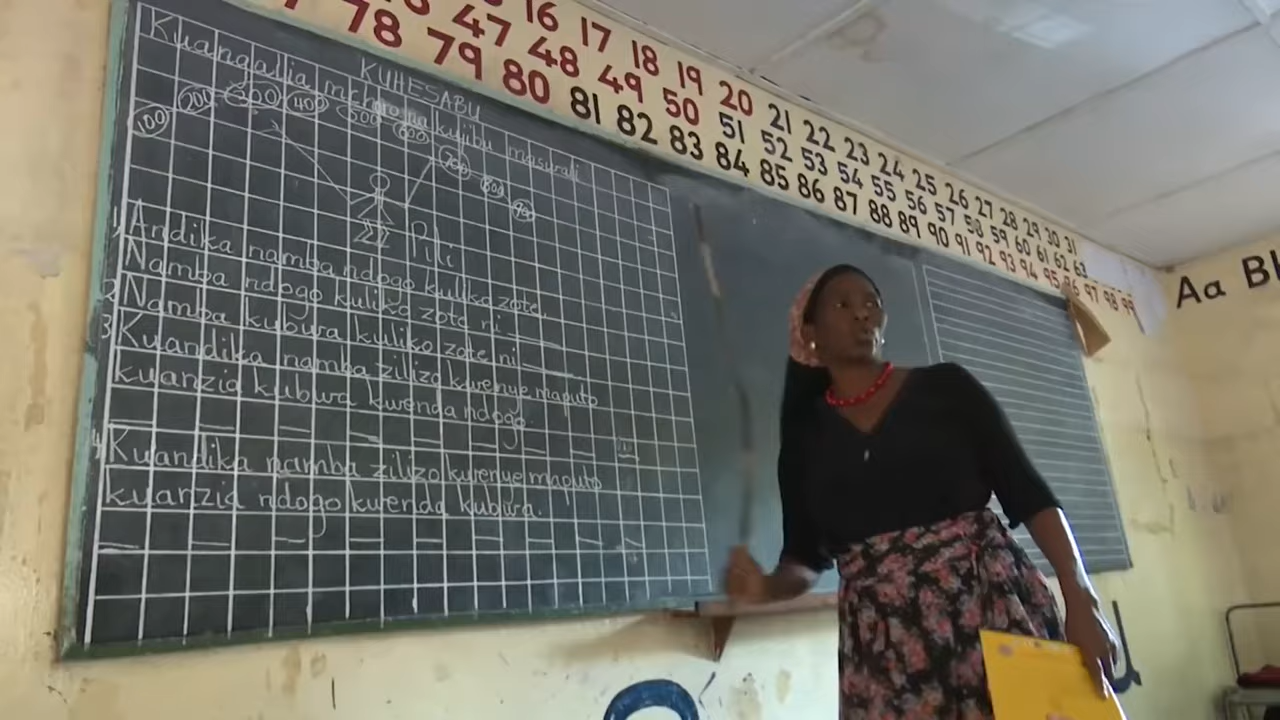 16 17 18 19 20 21 22 23 24 25 26 27 28 29 30 31
47 48 49 50 51 52 53 54 55 56 57 58 59 60 61 62 63
78 79 80 81 82 83 84 85 86 87 88 89 90 91 92 93 94 95 96 97 98 99
Aa
KUHESABU
Kuangalia mchoro na kujibu maswali
100 200 300 400 500 600 700 800 900
Pili
1, Andika namba ndogo kuliko zote.
Namba ndogo kuliko zote ni
2 Namba kubwa kuliko zote ni
3 Kuandika namba zilizo kwenye maputo
kuanzia kubwa kwenda ndogo.
4 Kuandika namba zilizo kwenye maputo
kuanzia ndogo kwenda kubwa.